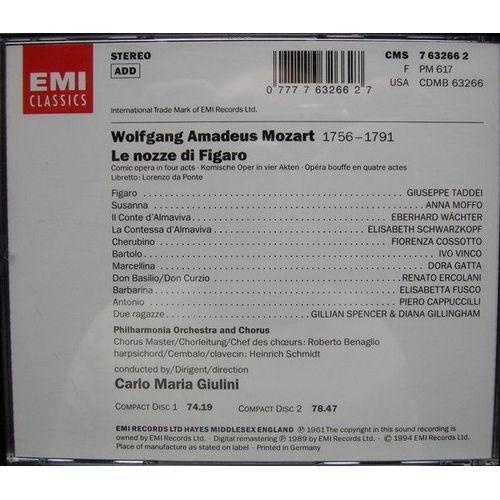 EMI
CLASSICS
STEREO
ADD
International Trade Mark of EMI Records Ltd.
0 7777 63266 2 7
CMS 7 63266 2
F PM 617
USA CDMB 63266
Wolfgang Amadeus Mozart 1756–1791
Le nozze di Figaro
Comic opera in four acts · Komische Oper in vier Akten · Opéra bouffe en quatre actes
Libretto: Lorenzo da Ponte
Figaro GIUSEPPE TADDEI
Susanna ANNA MOFFO
Il Conte d'Almaviva EBERHARD WÄCHTER
La Contessa d'Almaviva ELISABETH SCHWARZKOPF
Cherubino FIORENZA COSSOTTO
Bartolo IVO VINCO
Marcellina DORA GATTA
Don Basilio/Don Curzio RENATO ERCOLANI
Barbarina ELISABETTA FUSCO
Antonio PIERO CAPPUCCILLI
Due ragazze GILLIAN SPENCER & DIANA GILLINGHAM
Philharmonia Orchestra and Chorus
Chorus Master/Chorleitung/Chef des chœurs: Roberto Benaglio
harpsichord/Cembalo/clavecin: Heinrich Schmidt
conducted by/Dirigent/direction
Carlo Maria Giulini
COMPACT DISC 1 74.19 COMPACT DISC 2 78.47
EMI RECORDS LTD HAYES MIDDLESEX ENGLAND ℗ 1961 The copyright in this sound recording is
owned by EMI Records Ltd. · Digital remastering ℗ 1989 by EMI Records Ltd. · © 1994 EMI Records Ltd.
Place of manufacture as stated on label · Printed in Germany